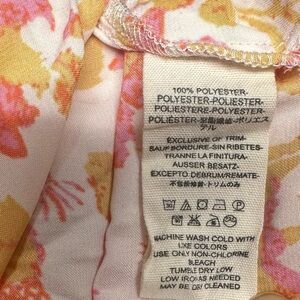 100% POLYESTER-
POLYESTER-POLIESTER-
POLIESTERE-POLYESTER-
POLIÉSTER-聚酯纖維-ポリエス
テル
EXCLUSIVE OF TRIM-
SAUF BORDURE-SIN RIBETES-
TRANNE LA FINITURA-
AUSSER BESATZ-
EXCEPTO DEBRUM/REMATE-
不包括修邊-トリムのみ
MACHINE WASH COLD WITH
LIKE COLORS
USE ONLY NON-CHLORINE
BLEACH
TUMBLE DRY LOW
LOW IRON AS NEEDED
MAY BE DRY CLEANED